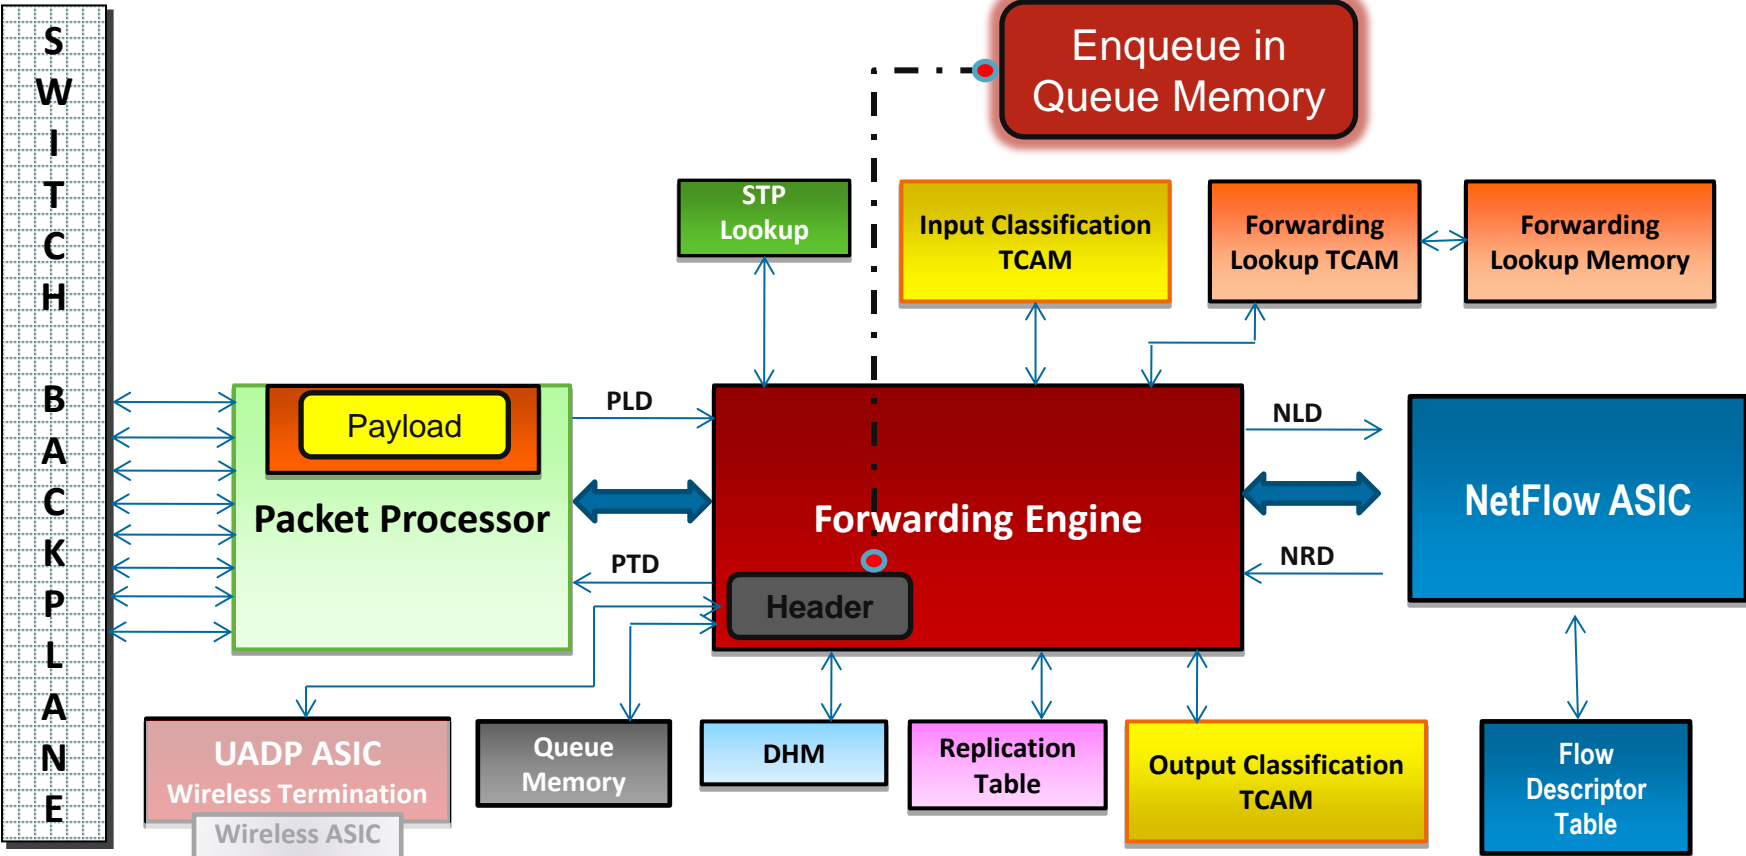 SWITCH BACKPLANE
Enqueue in
Queue Memory
STP
Lookup
Input Classification
TCAM
Forwarding
Lookup TCAM
Forwarding
Lookup Memory
Payload
Packet Processor
PLD
PTD
Forwarding Engine
Header
NLD
NRD
NetFlow ASIC
UADP ASIC
Wireless Termination
Wireless ASIC
Queue
Memory
DHM
Replication
Table
Output Classification
TCAM
Flow
Descriptor
Table